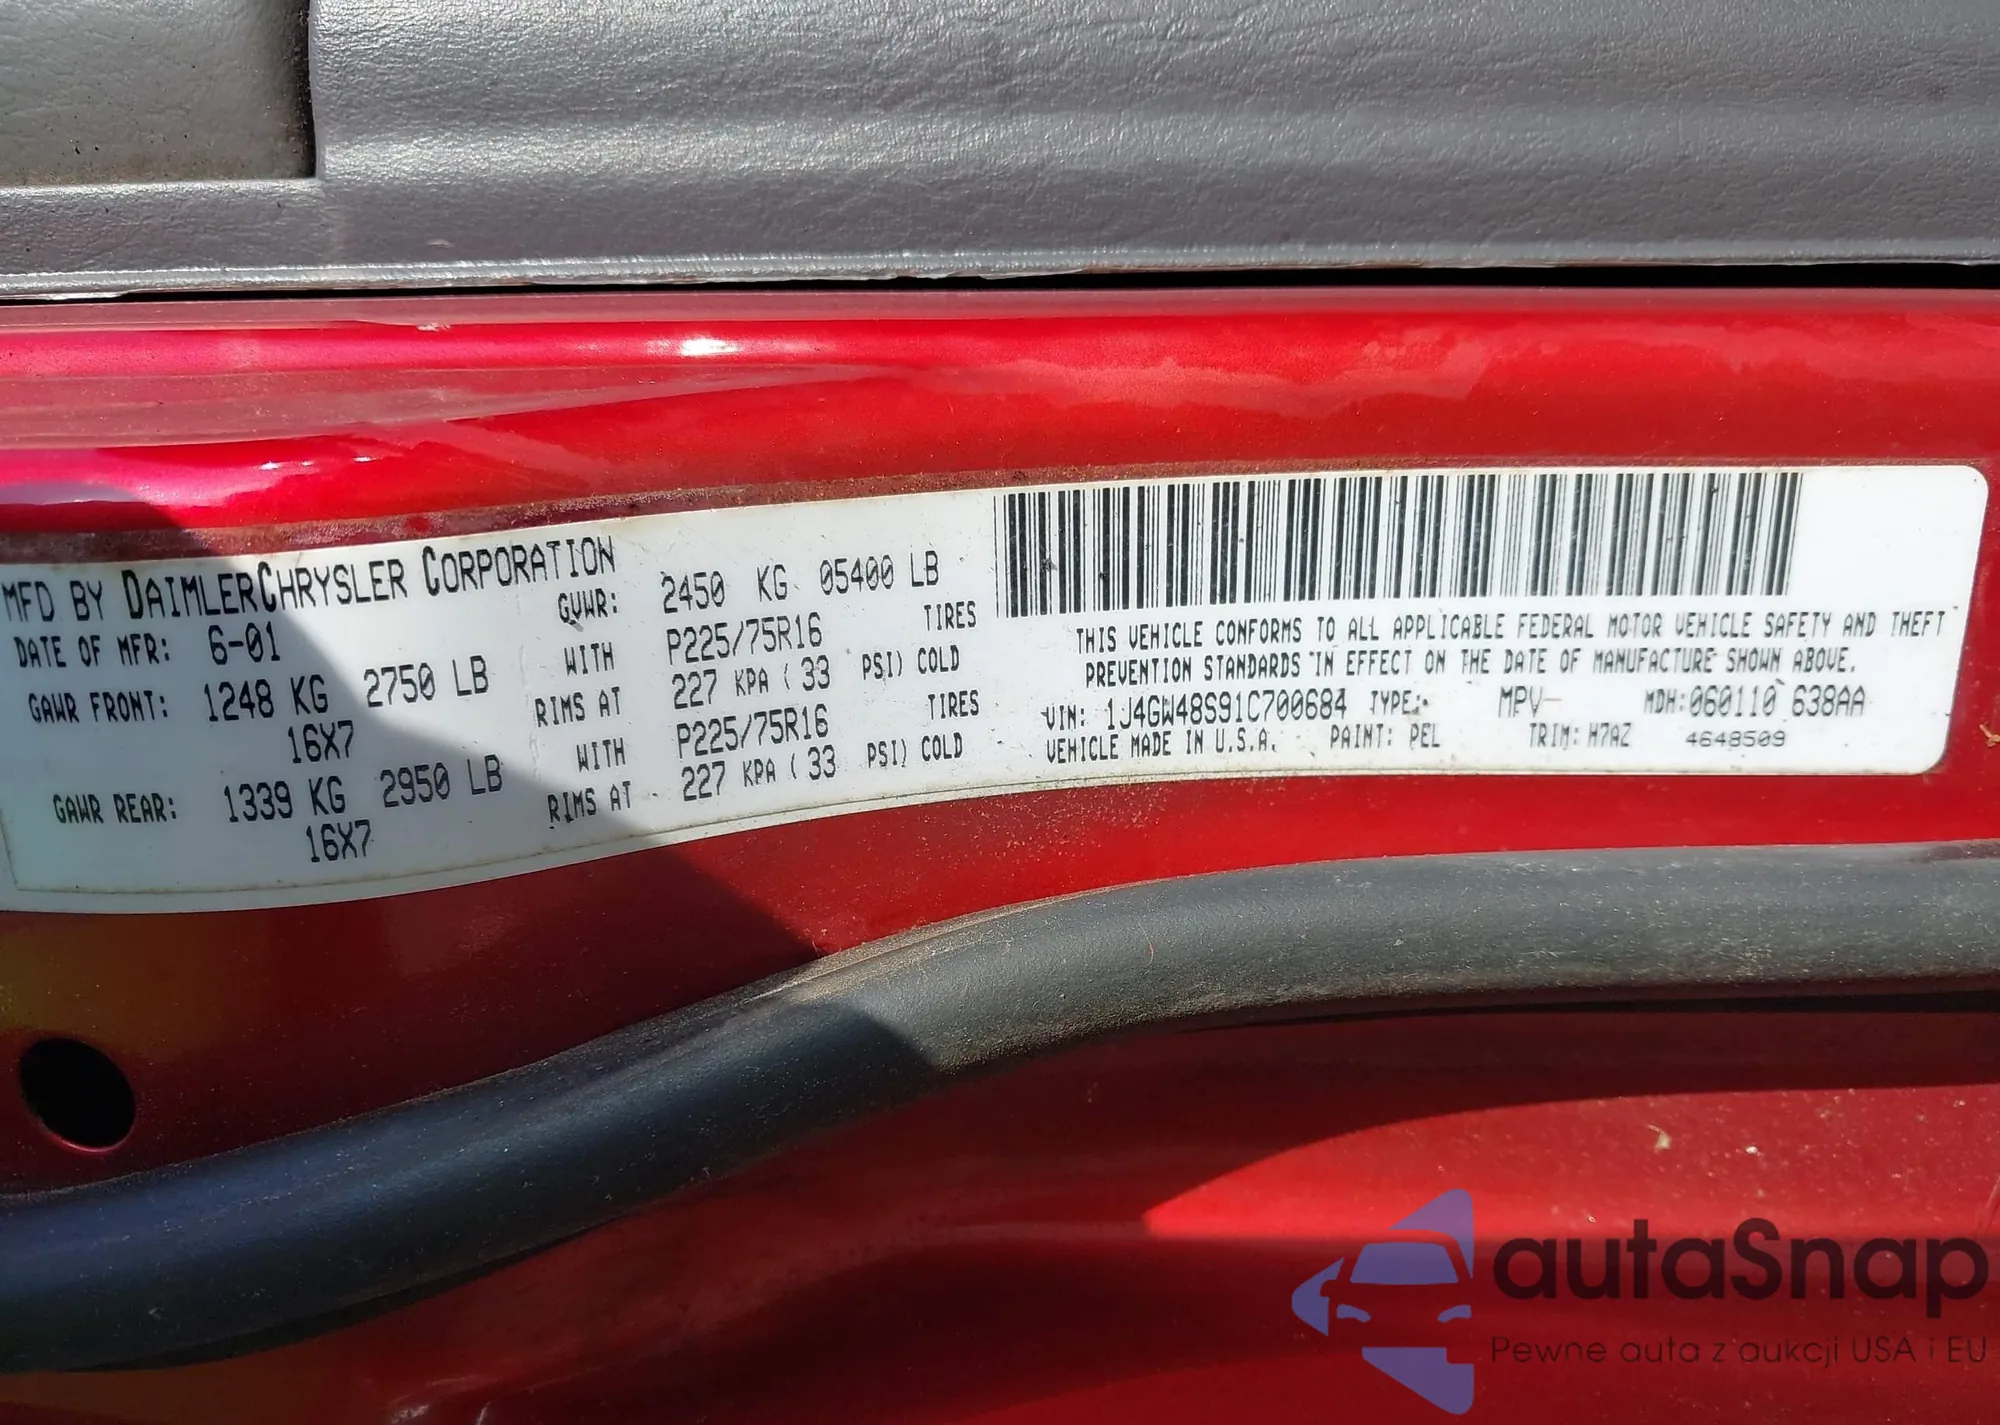 MFD BY DAIMLERCHRYSLER CORPORATION
DATE OF MFR: 6-01 GVWR: 2450 KG 05400 LB
GAWR FRONT: 1248 KG 2750 LB WITH P225/75R16 TIRES
16X7 RIMS AT 227 KPA ( 33 PSI) COLD
GAWR REAR: 1339 KG 2950 LB WITH P225/75R16 TIRES
16X7 RIMS AT 227 KPA ( 33 PSI) COLD
THIS VEHICLE CONFORMS TO ALL APPLICABLE FEDERAL MOTOR VEHICLE SAFETY AND THEFT
PREVENTION STANDARDS IN EFFECT ON THE DATE OF MANUFACTURE SHOWN ABOVE.
VIN: 1J4GW48S91C700684 TYPE: MPV MDH:060110 638AA
VEHICLE MADE IN U.S.A. PAINT: PEL TRIM: H7AZ 4648509
autaSnap
Pewne auta z aukcji USA i EU